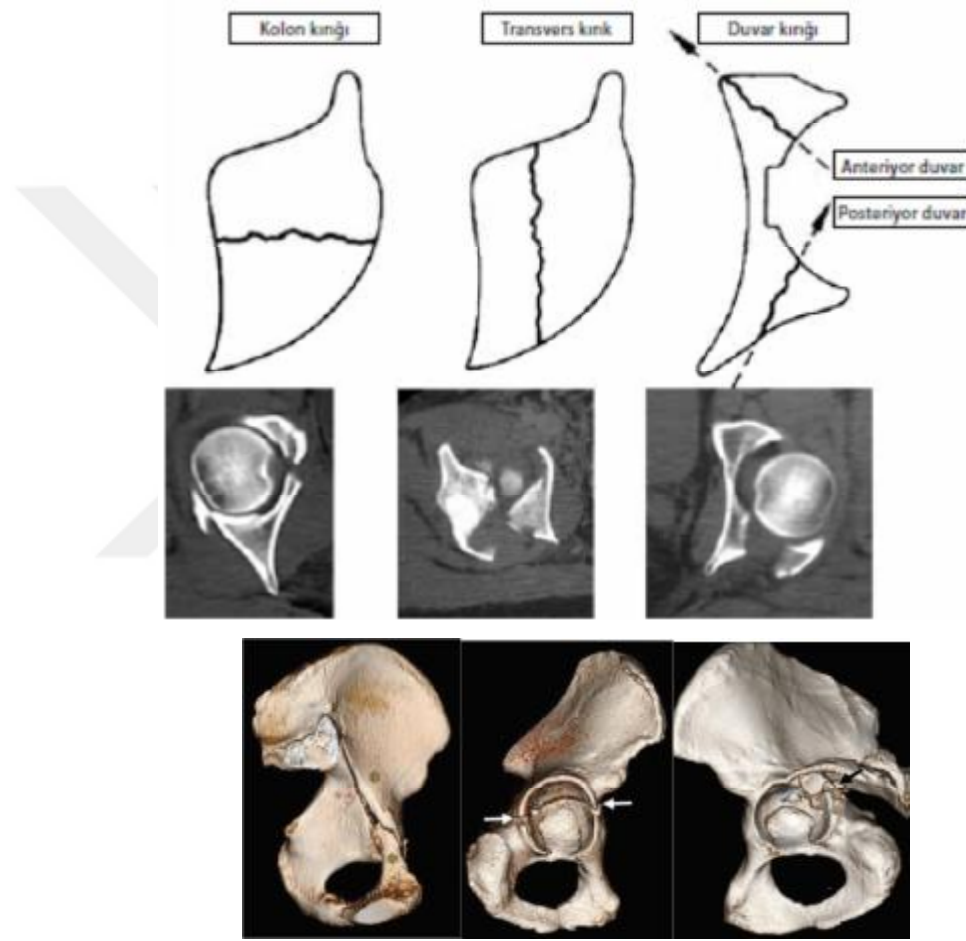 Kolon kırığı
Transvers kırık
Duvar kırığı
Anteriyor duvar
Posteriyor duvar